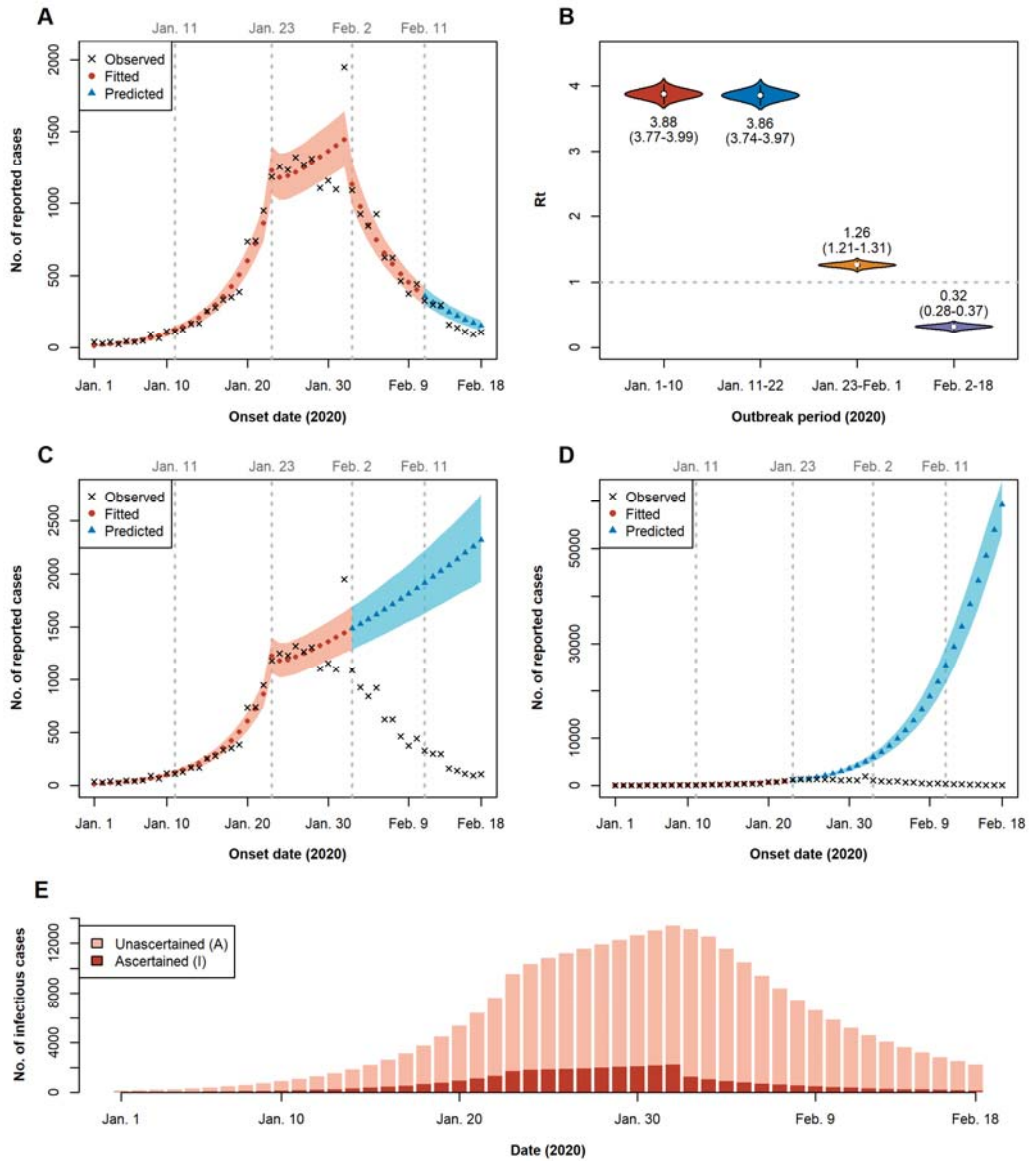 A
Jan. 11 Jan. 23 Feb. 2 Feb. 11
Observed
Fitted
Predicted
No. of reported cases
0 500 1000 1500 2000
Jan. 1 Jan. 10 Jan. 20 Jan. 30 Feb. 9 Feb. 18
Onset date (2020)
B
Rt
0 1 2 3 4
3.88
(3.77-3.99)
3.86
(3.74-3.97)
1.26
(1.21-1.31)
0.32
(0.28-0.37)
Jan. 1-10 Jan. 11-22 Jan. 23-Feb. 1 Feb. 2-18
Outbreak period (2020)
C
Jan. 11 Jan. 23 Feb. 2 Feb. 11
Observed
Fitted
Predicted
No. of reported cases
0 500 1000 1500 2000 2500
Jan. 1 Jan. 10 Jan. 20 Jan. 30 Feb. 9 Feb. 18
Onset date (2020)
D
Jan. 11 Jan. 23 Feb. 2 Feb. 11
Observed
Fitted
Predicted
No. of reported cases
0 10000 30000 50000
Jan. 1 Jan. 10 Jan. 20 Jan. 30 Feb. 9 Feb. 18
Onset date (2020)
E
Unascertained (A)
Ascertained (I)
No. of infectious cases
0 4000 8000 12000
Jan. 1 Jan. 10 Jan. 20 Jan. 30 Feb. 9 Feb. 18
Date (2020)